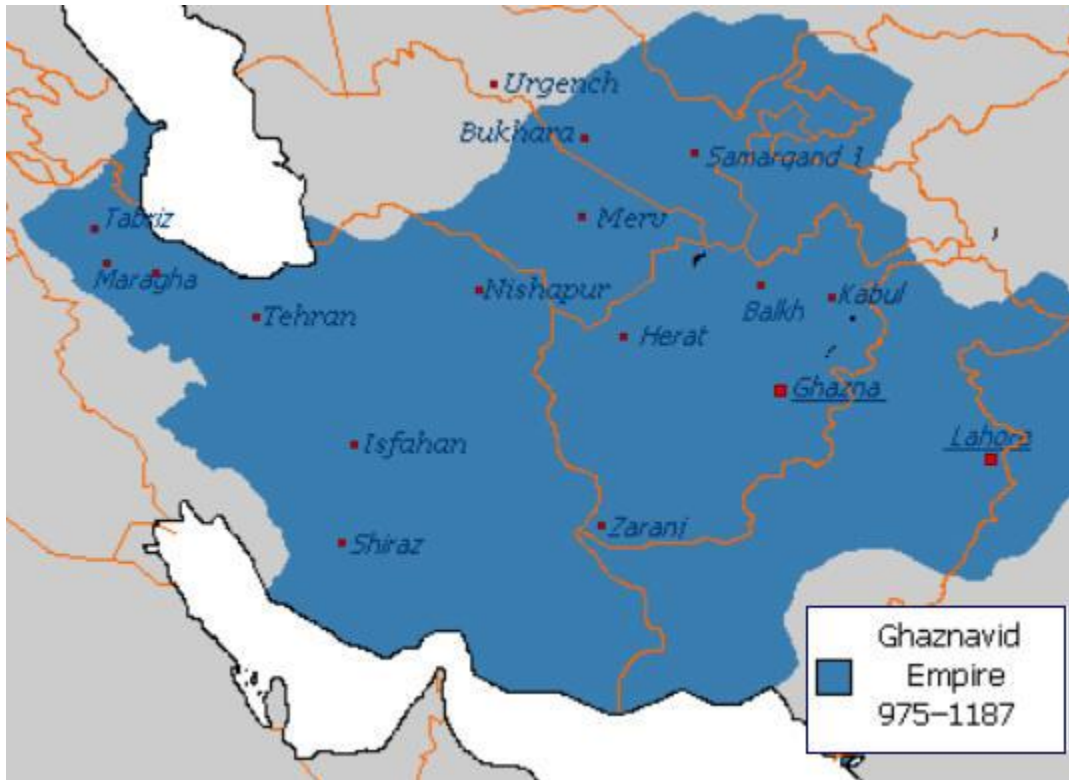 Urgench
Bukhara
Samarqand 1
Tabriz
Merv
Maragha
Nishapur
Kabul
Balkh
Tehran
Herat
Ghazna
Lahore
Isfahan
Zaranj
Shiraz
Ghaznavid
Empire
975-1187